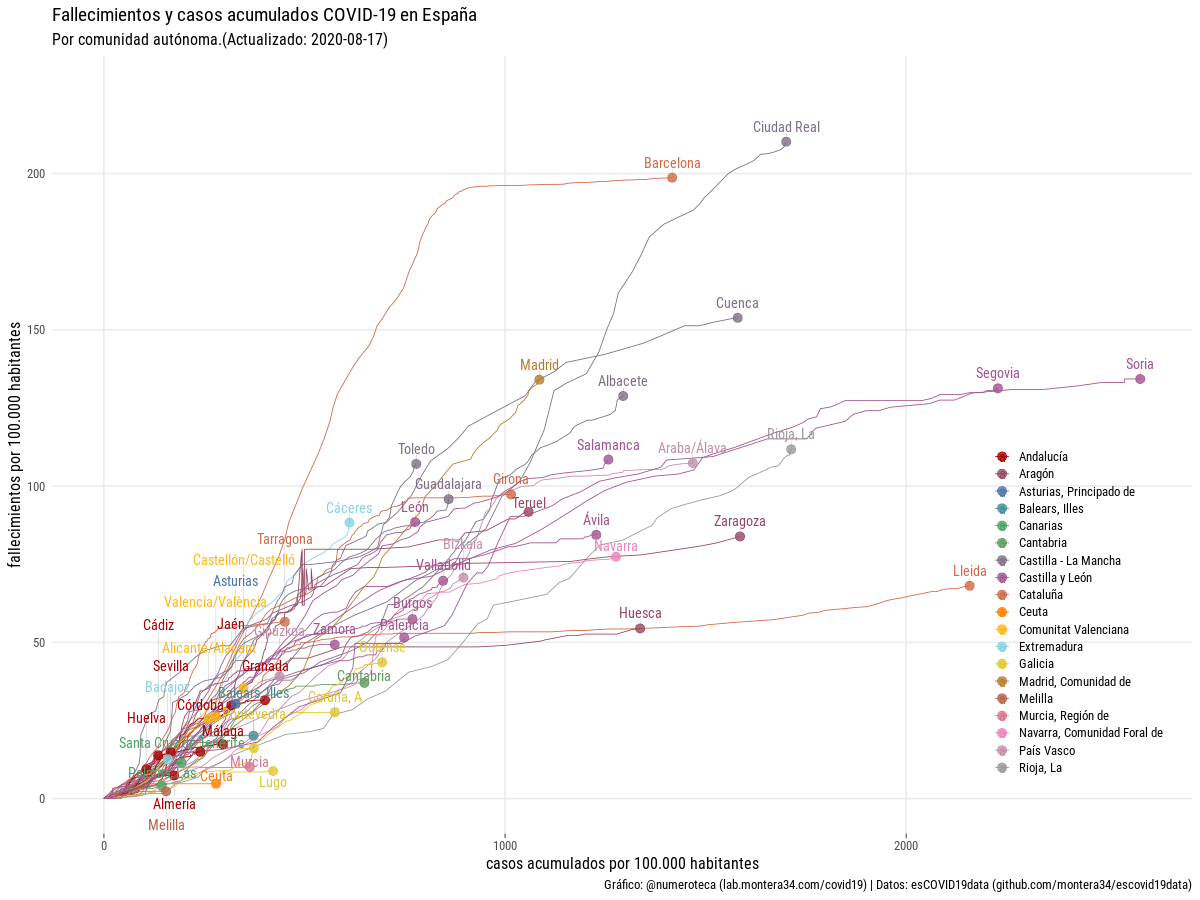 Fallecimientos y casos acumulados COVID-19 en España
Por comunidad autónoma.(Actualizado: 2020-08-17)
fallecimientos por 100.000 habitantes
200
150
100
50
0
Ciudad Real
Barcelona
Cuenca
Madrid
Soria
Segovia
Albacete
Rioja, La
Toledo
Salamanca
Araba/Álava
Guadalajara
Girona
Cáceres
León
Teruel
Ávila
Zaragoza
Tarragona
Bizkaia
Navarra
Castellón/Castelló
Valladolid
Lleida
Asturias
Valencia/València
Burgos
Huesca
Cádiz
Jaén
Gipuzkoa
Zamora
Palencia
Alicante/Alacant
Ourense
Sevilla
Granada
Cantabria
Badajoz
Balears, Illes
Coruña, A
Córdoba
Pontevedra
Huelva
Málaga
Santa Cruz de Tenerife
Murcia
Palmas, Las
Ceuta
Lugo
Almería
Melilla
Andalucía
Aragón
Asturias, Principado de
Balears, Illes
Canarias
Cantabria
Castilla - La Mancha
Castilla y León
Cataluña
Ceuta
Comunitat Valenciana
Extremadura
Galicia
Madrid, Comunidad de
Melilla
Murcia, Región de
Navarra, Comunidad Foral de
País Vasco
Rioja, La
0
1000
2000
casos acumulados por 100.000 habitantes
Gráfico: @numeroteca (lab.montera34.com/covid19) | Datos: esCOVID19data (github.com/montera34/escovid19data)